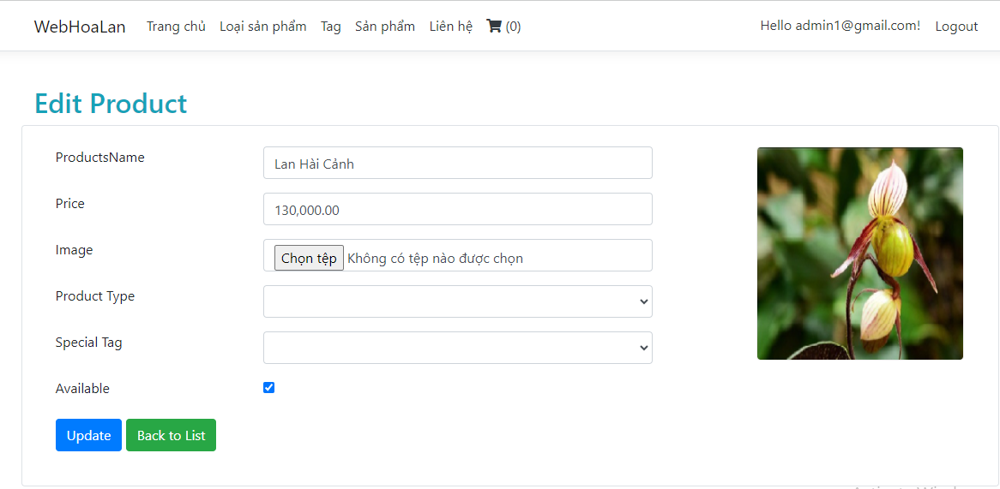 WebHoaLan Trang chủ Loại sản phẩm Tag Sản phẩm Liên hệ (0) Hello admin1@gmail.com! Logout
Edit Product
ProductsName Lan Hài Cảnh
Price 130,000.00
Image Chọn tệp Không có tệp nào được chọn
Product Type
Special Tag
Available
Update Back to List